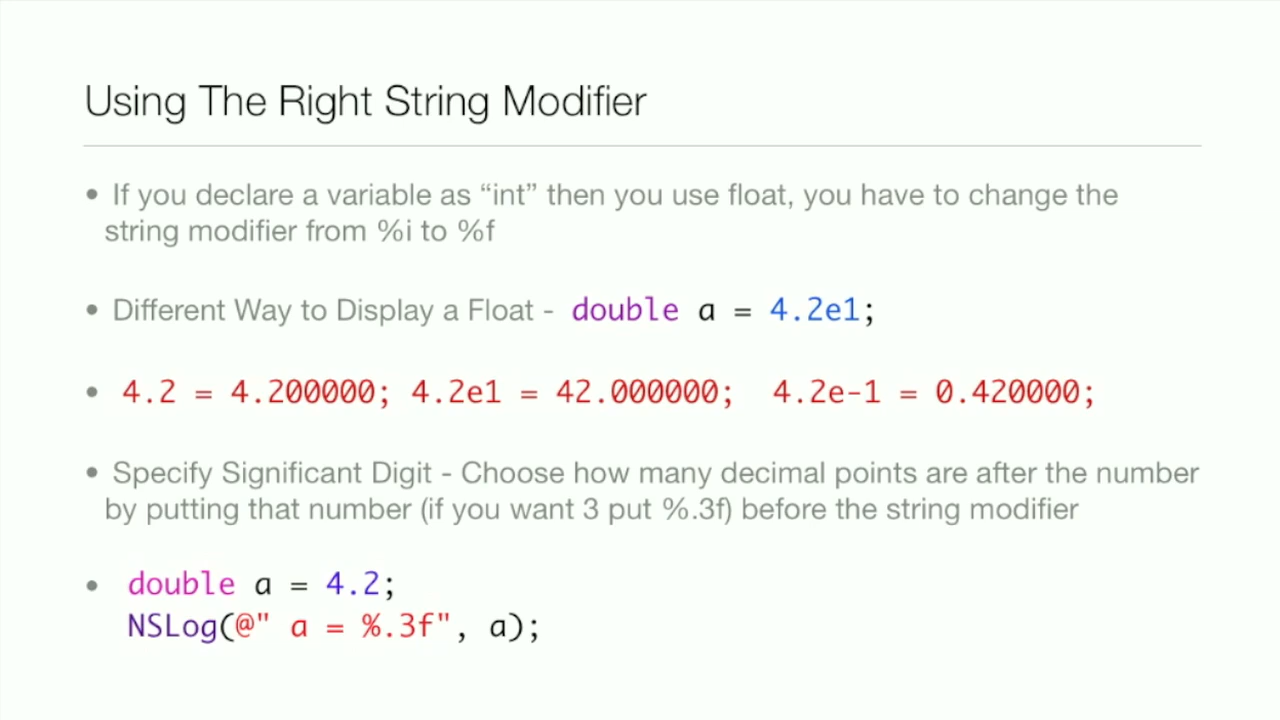 Using The Right String Modifier
• If you declare a variable as “int” then you use float, you have to change the
string modifier from %i to %f
• Different Way to Display a Float - double a = 4.2e1;
• 4.2 = 4.200000; 4.2e1 = 42.000000; 4.2e-1 = 0.420000;
• Specify Significant Digit - Choose how many decimal points are after the number
by putting that number (if you want 3 put %.3f) before the string modifier
• double a = 4.2;
NSLog(@" a = %.3f", a);